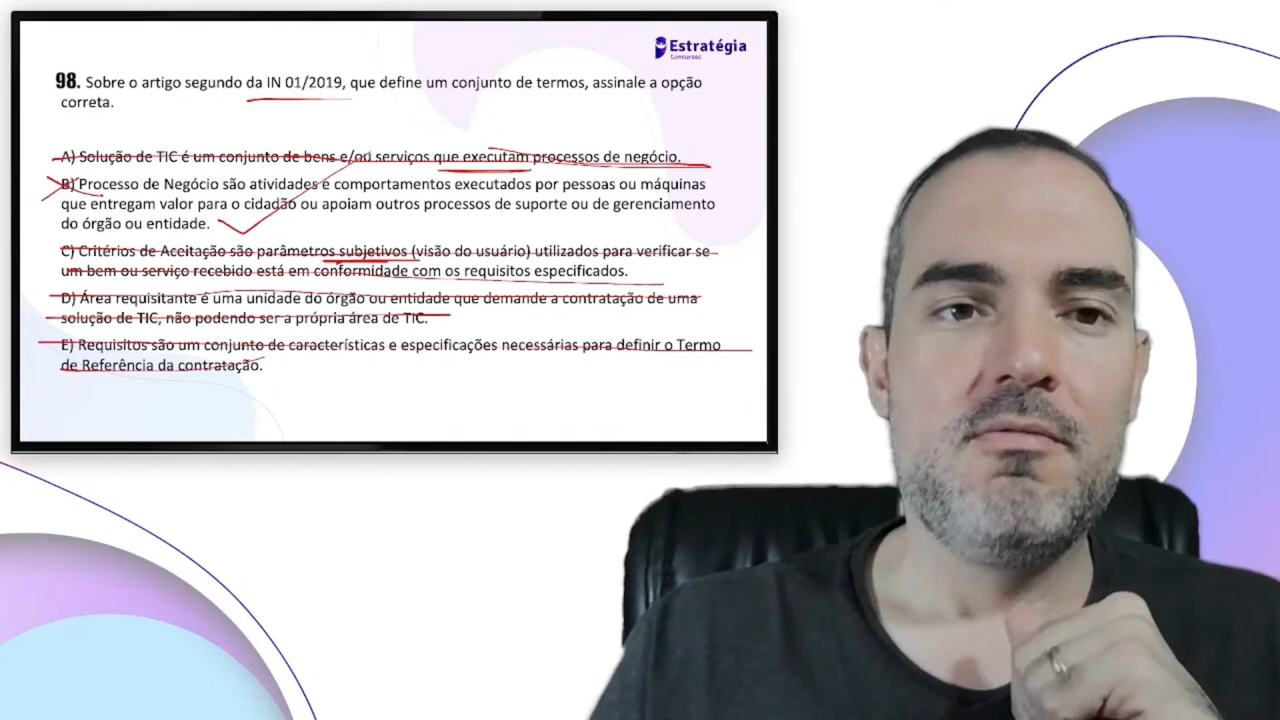 Estratégia
Concursos
98. Sobre o artigo segundo da IN 01/2019, que define um conjunto de termos, assinale a opção
correta.
A) Solução de TIC é um conjunto de bens e/ou serviços que executam processos de negócio.
B) Processo de Negócio são atividades e comportamentos executados por pessoas ou máquinas
que entregam valor para o cidadão ou apoiam outros processos de suporte ou de gerenciamento
do órgão ou entidade.
C) Critérios de Aceitação são parâmetros subjetivos (visão do usuário) utilizados para verificar se
um bem ou serviço recebido está em conformidade com os requisitos especificados.
D) Área requisitante é uma unidade do órgão ou entidade que demande a contratação de uma
solução de TIC, não podendo ser a própria área de TIC.
E) Requisitos são um conjunto de características e especificações necessárias para definir o Termo
de Referência da contratação.